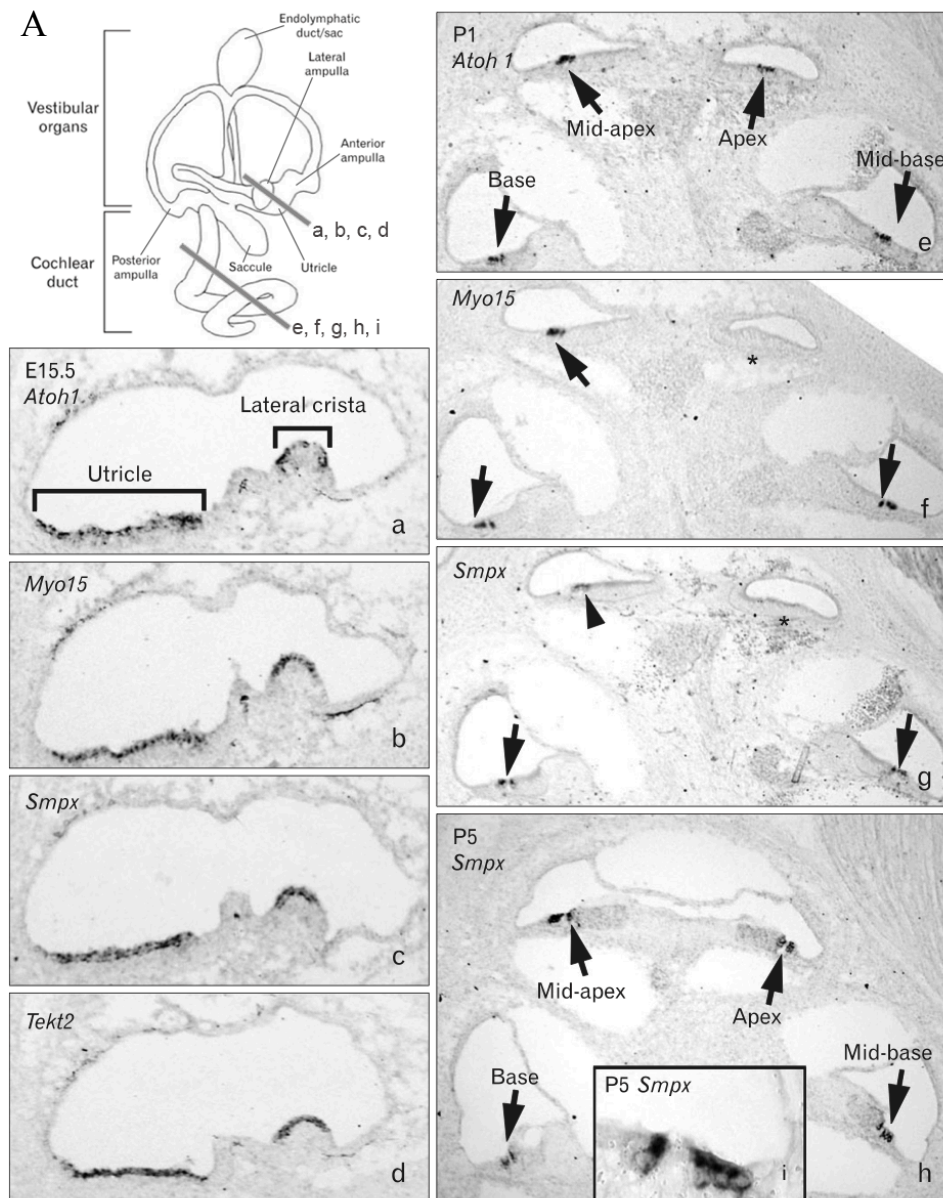 A
Endolymphatic
duct/sac
Lateral
ampulla
Vestibular
organs
Anterior
ampulla
a, b, c, d
Cochlear
duct
Posterior
ampulla
Saccule
Utricle
e, f, g, h, i
E15.5
Atoh1
Lateral crista
Utricle
a
Myo15
b
Smpx
c
Tekt2
d
P1
Atoh 1
Mid-apex
Apex
Mid-base
Base
e
Myo15
*
f
Smpx
*
g
P5
Smpx
Mid-apex
Apex
Mid-base
Base
P5 Smpx
i
h